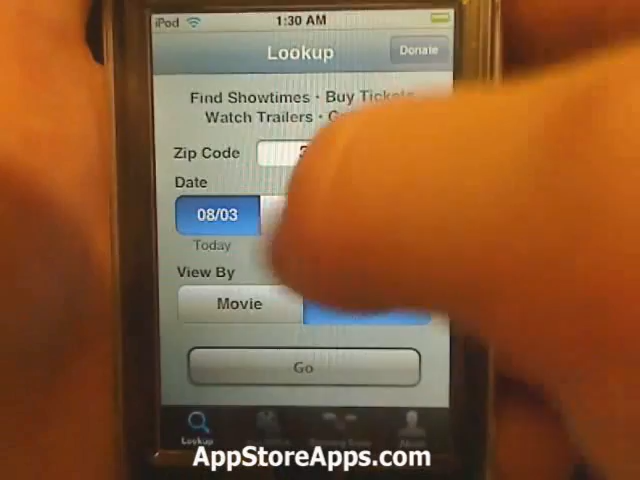 iPod 1:30 AM
Lookup Donate
Find Showtimes • Buy Tickets
Watch Trailers •
Zip Code
Date
08/03
Today
View By
Movie
Go
Lookup
AppStoreApps.com